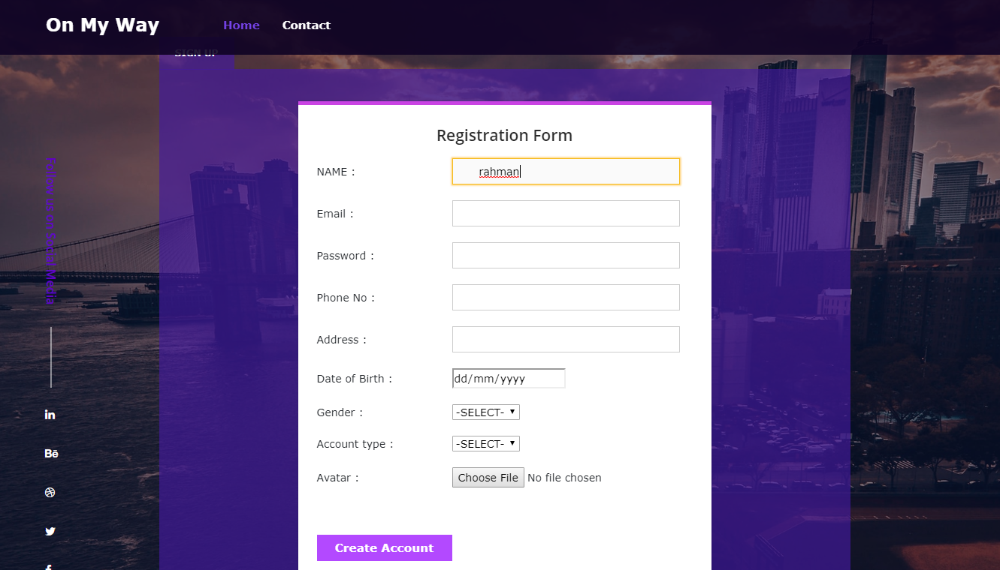 On My Way Home Contact
SIGN UP
Registration Form
NAME : rahman
Email :
Password :
Phone No :
Address :
Date of Birth : dd/mm/yyyy
Gender : -SELECT-
Account type : -SELECT-
Avatar : Choose File No file chosen
Create Account
Follow us on Social Media
in
Bē